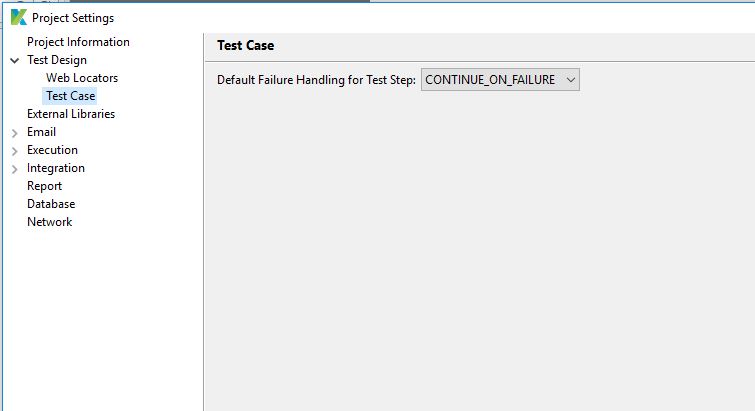 Project Settings
Project Information
Test Design
Web Locators
Test Case
External Libraries
Email
Execution
Integration
Report
Database
Network
Test Case
Default Failure Handling for Test Step: CONTINUE_ON_FAILURE